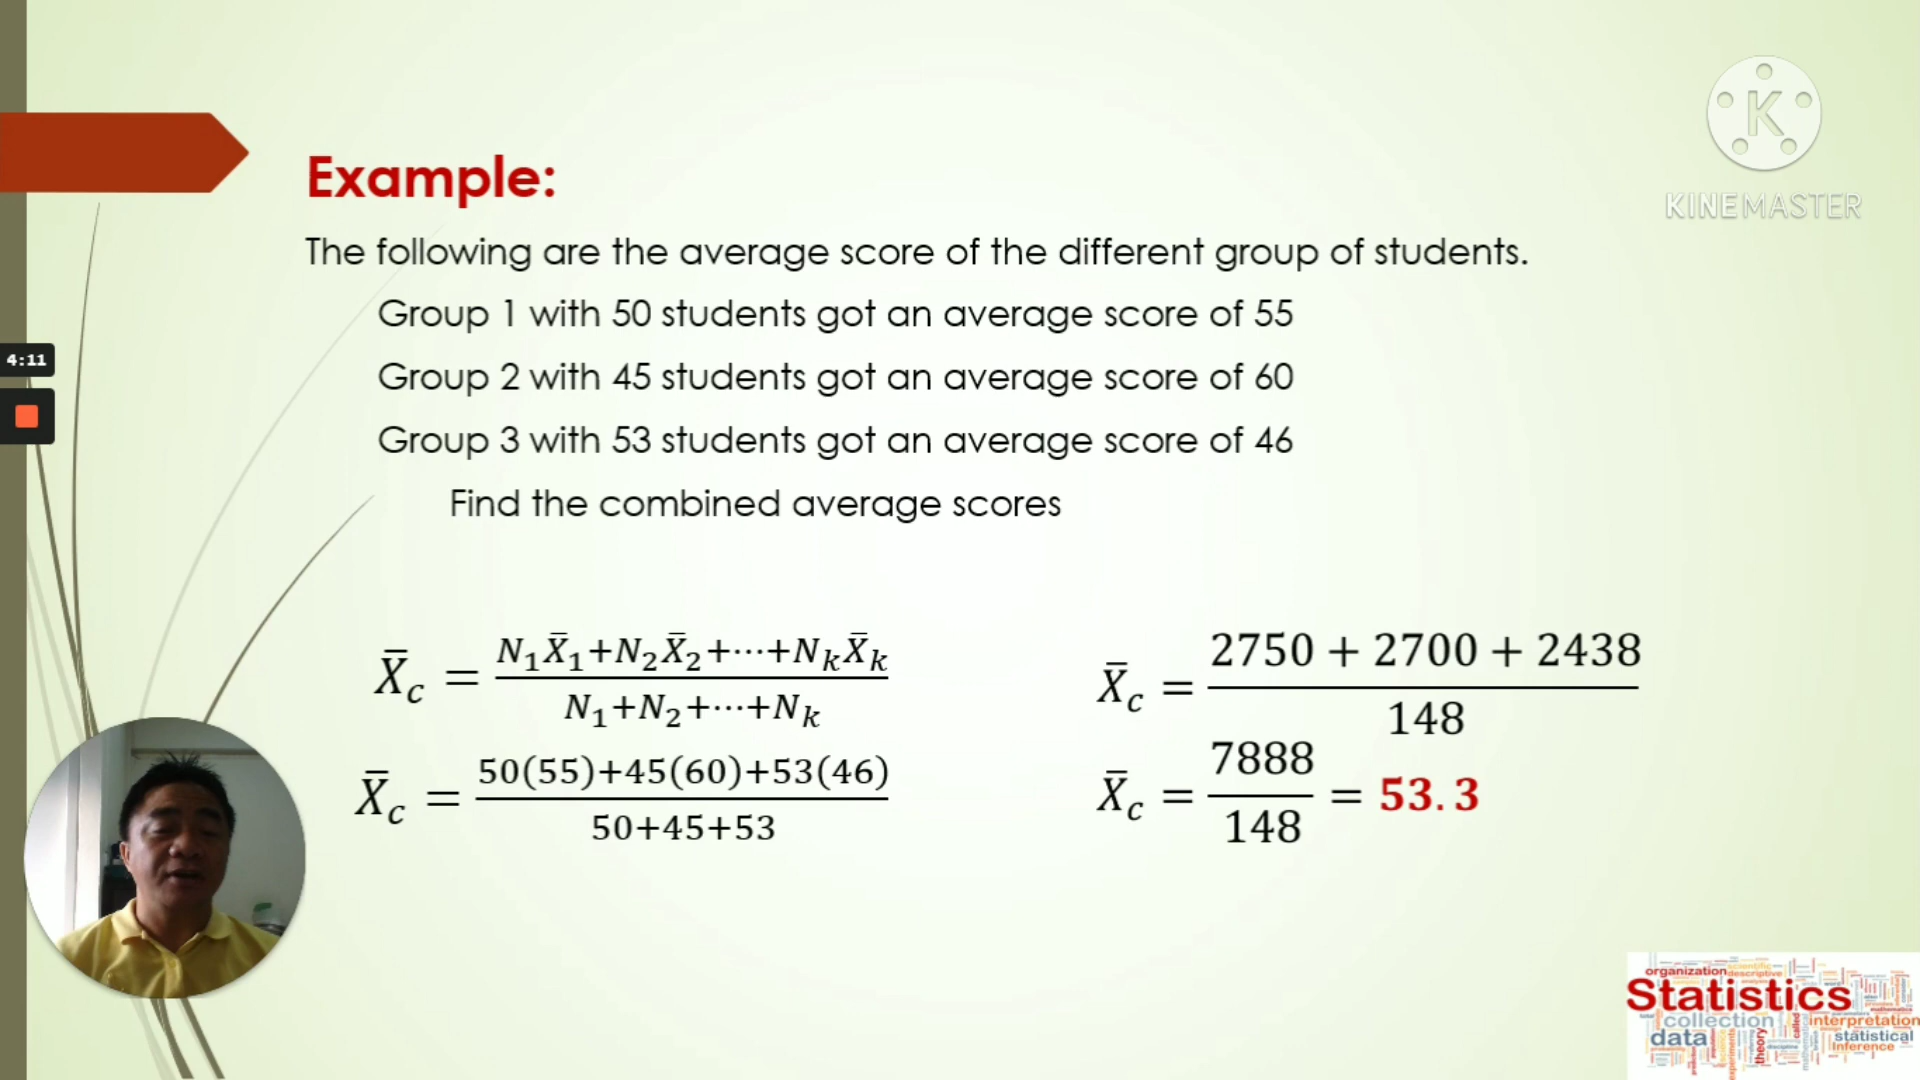 K
KINEMASTER
Example:
The following are the average score of the different group of students.
Group 1 with 50 students got an average score of 55
4:11
Group 2 with 45 students got an average score of 60
Group 3 with 53 students got an average score of 46
Find the combined average scores
X̄c = (N₁X̄₁+N₂X̄₂+⋯+NₖX̄ₖ)/(N₁+N₂+⋯+Nₖ)
X̄c = (50(55)+45(60)+53(46))/(50+45+53)
X̄c = (2750 + 2700 + 2438)/148
X̄c = 7888/148 = 53.3
organization scientific descriptive
Statistics
collection interpretation
data theory called statistical
inference